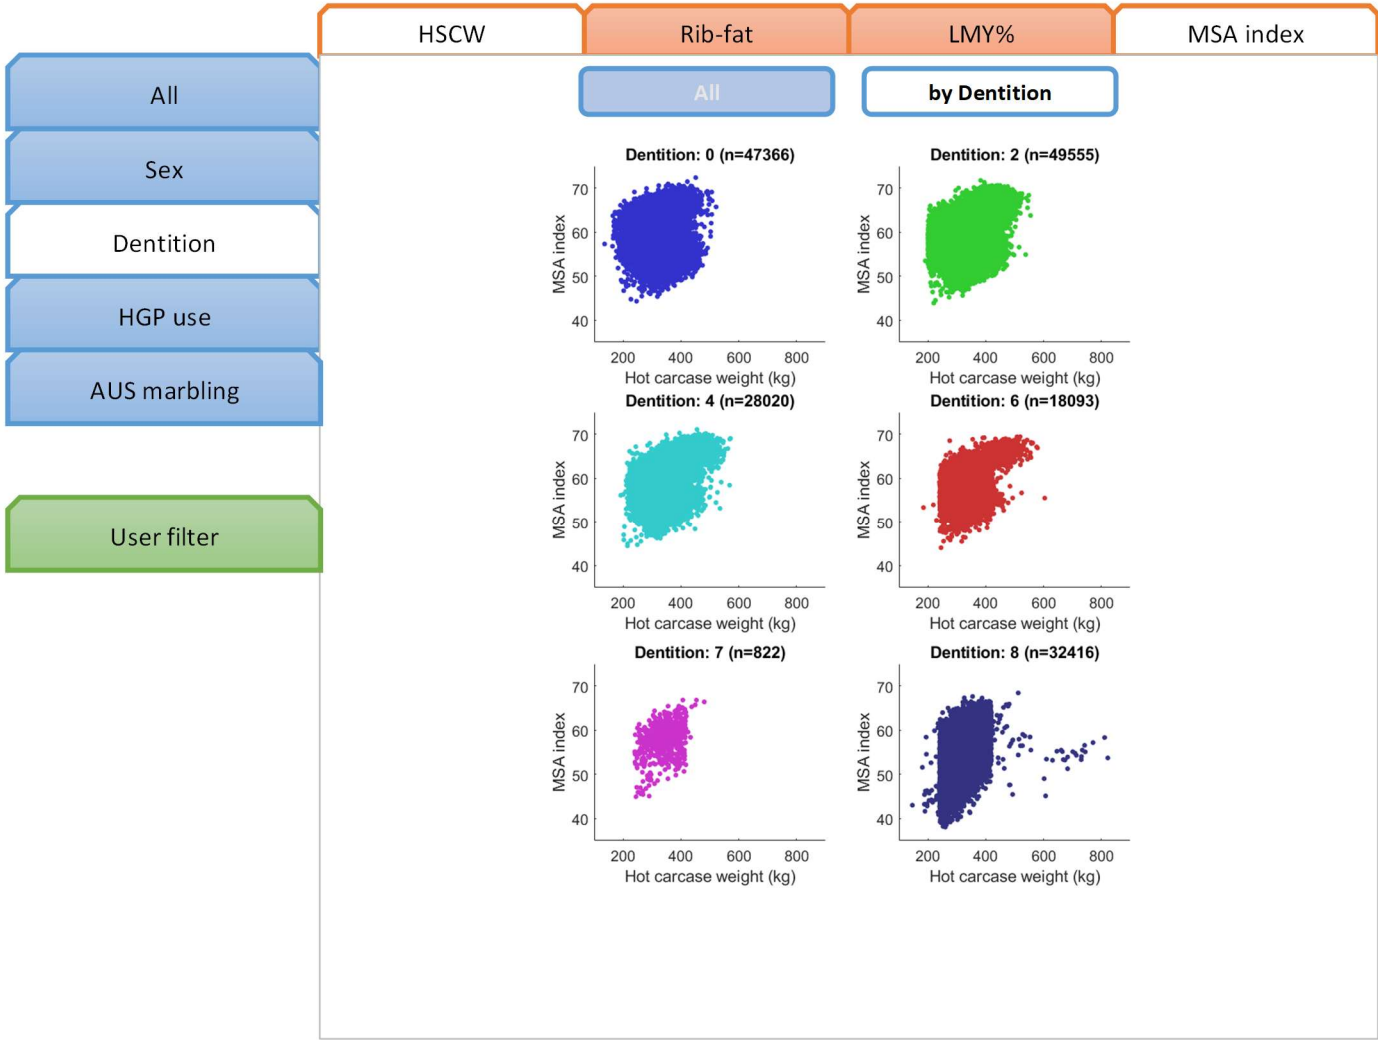 HSCW
Rib-fat
LMY%
MSA index
All
Sex
Dentition
HGP use
AUS marbling
User filter
All
by Dentition
Dentition: 0 (n=47366)
70
60
50
40
MSA index
200 400 600 800
Hot carcase weight (kg)
Dentition: 2 (n=49555)
70
60
50
40
MSA index
200 400 600 800
Hot carcase weight (kg)
Dentition: 4 (n=28020)
70
60
50
40
MSA index
200 400 600 800
Hot carcase weight (kg)
Dentition: 6 (n=18093)
70
60
50
40
MSA index
200 400 600 800
Hot carcase weight (kg)
Dentition: 7 (n=822)
70
60
50
40
MSA index
200 400 600 800
Hot carcase weight (kg)
Dentition: 8 (n=32416)
70
60
50
40
MSA index
200 400 600 800
Hot carcase weight (kg)